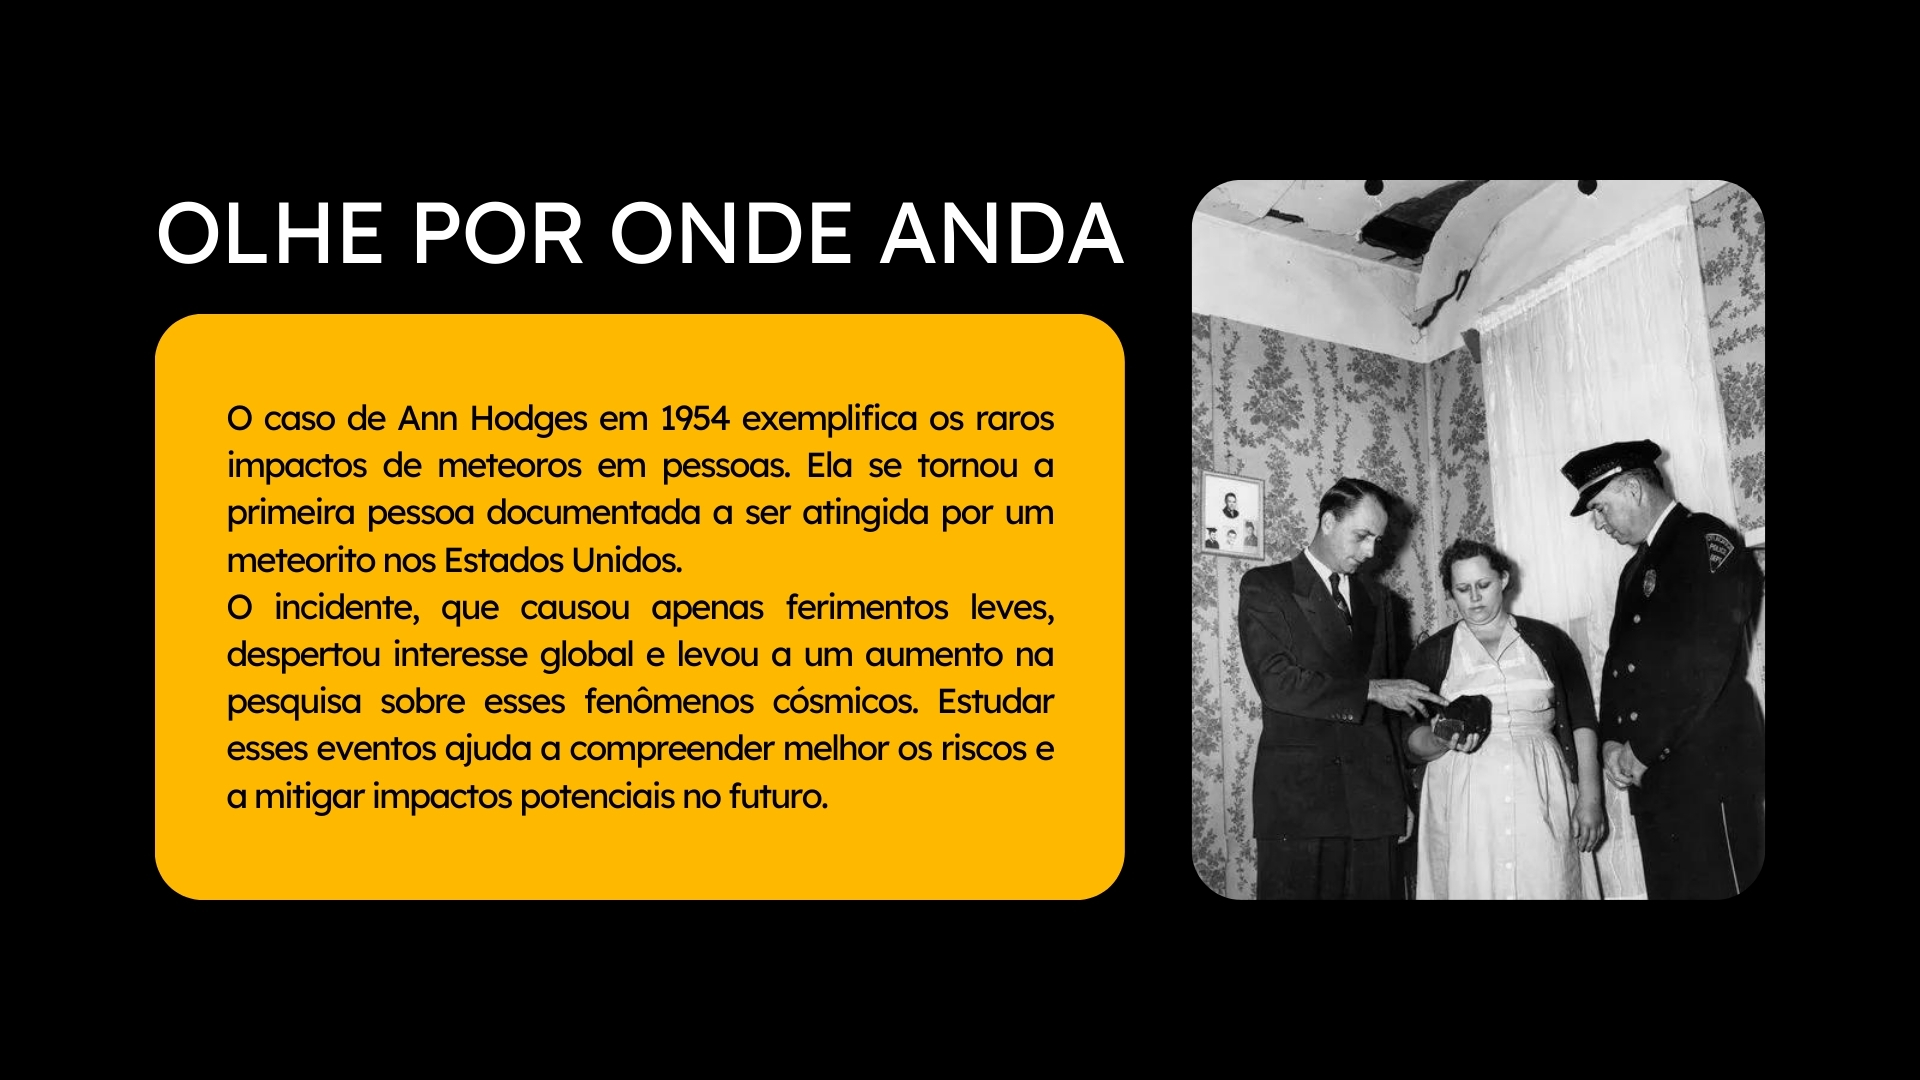 OLHE POR ONDE ANDA
O caso de Ann Hodges em 1954 exemplifica os raros
impactos de meteoros em pessoas. Ela se tornou a
primeira pessoa documentada a ser atingida por um
meteorito nos Estados Unidos.
O incidente, que causou apenas ferimentos leves,
despertou interesse global e levou a um aumento na
pesquisa sobre esses fenômenos cósmicos. Estudar
esses eventos ajuda a compreender melhor os riscos e
a mitigar impactos potenciais no futuro.
POLICE
DEPT.